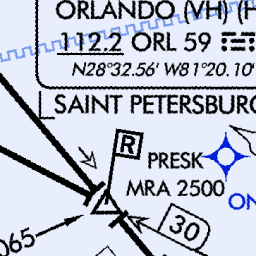 ORLANDO (VH) (H
112.2 ORL 59
N28°32.56' W81°20.10'
SAINT PETERSBURG
R
PRESK
MRA 2500
ON
30
065